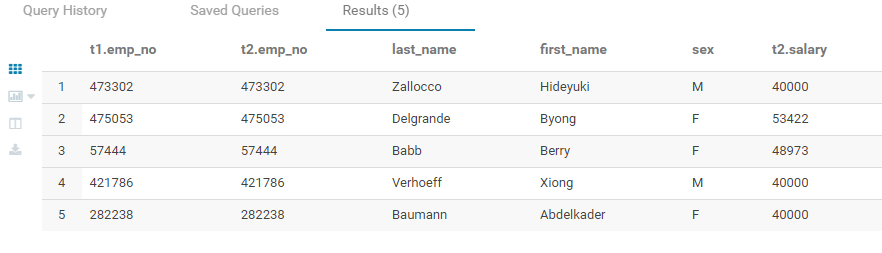 Query History Saved Queries Results (5)
t1.emp_no t2.emp_no last_name first_name sex t2.salary
1 473302 473302 Zallocco Hideyuki M 40000
2 475053 475053 Delgrande Byong F 53422
3 57444 57444 Babb Berry F 48973
4 421786 421786 Verhoeff Xiong M 40000
5 282238 282238 Baumann Abdelkader F 40000